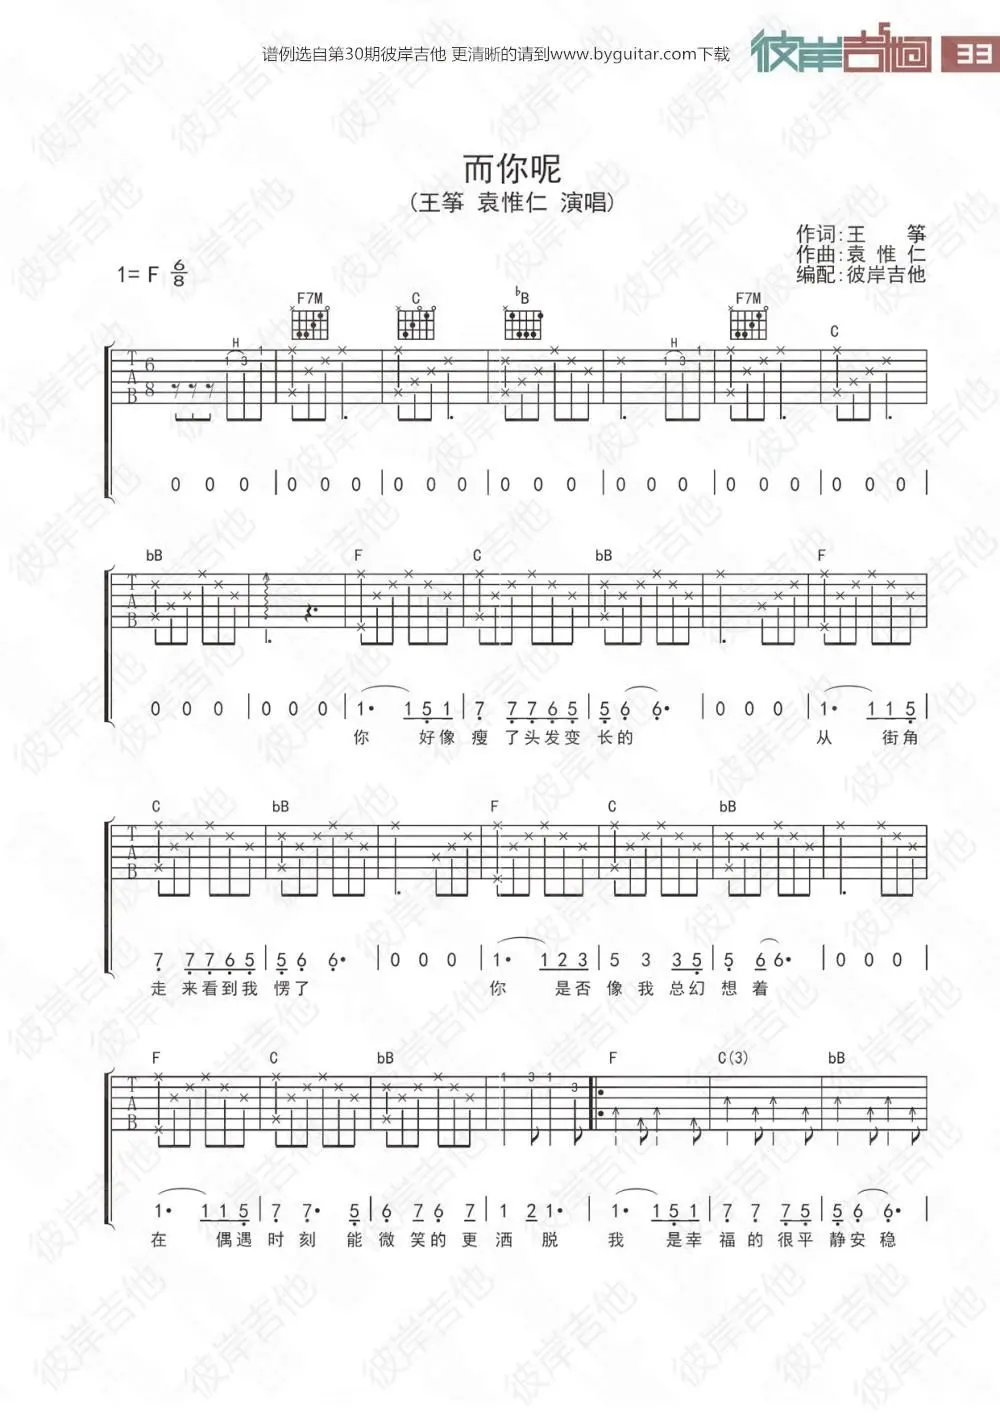 谱例选自第30期彼岸吉他 更清晰的请到www.byguitar.com下载
彼岸吉他 33
而你呢
(王筝 袁惟仁 演唱)
作词:王 筝
作曲:袁 惟 仁
编配:彼岸吉他
1= F 6/8
F7M C ♭B F7M C
H H
1 3 1 1 3 1
T A B 6 8
0 0 0 | 0 0 0 | 0 0 0 | 0 0 0 | 0 0 0 | 0 0 0 | 0 0 0 |
bB F C bB F
T A B
0 0 0 | 0 0 0 | 1· 1 5 1 | 7 7 7 6 5 | 5 6 6· | 0 0 0 | 1· 1 1 5 |
你 好像 瘦 了头发变 长的 从 街角
C bB F C bB
T A B
7 7 7 6 5 | 5 6 6· | 0 0 0 | 1· 1 2 3 | 5 3 3 5 | 5 6 6· | 0 0 0 |
走 来看到我 愣了 你 是否 像 我 总幻 想 着
F C bB F C(3) bB
T A B 1 3 1 3
1· 1 1 5 | 7 7· 5 | 6 7 6 7 | 1 2 1· | 1· 1 5 1 | 7 7· 7 5 | 5 6 6· |
在 偶遇 时刻 能 微笑的更 洒 脱 我 是幸 福的很平 静安稳